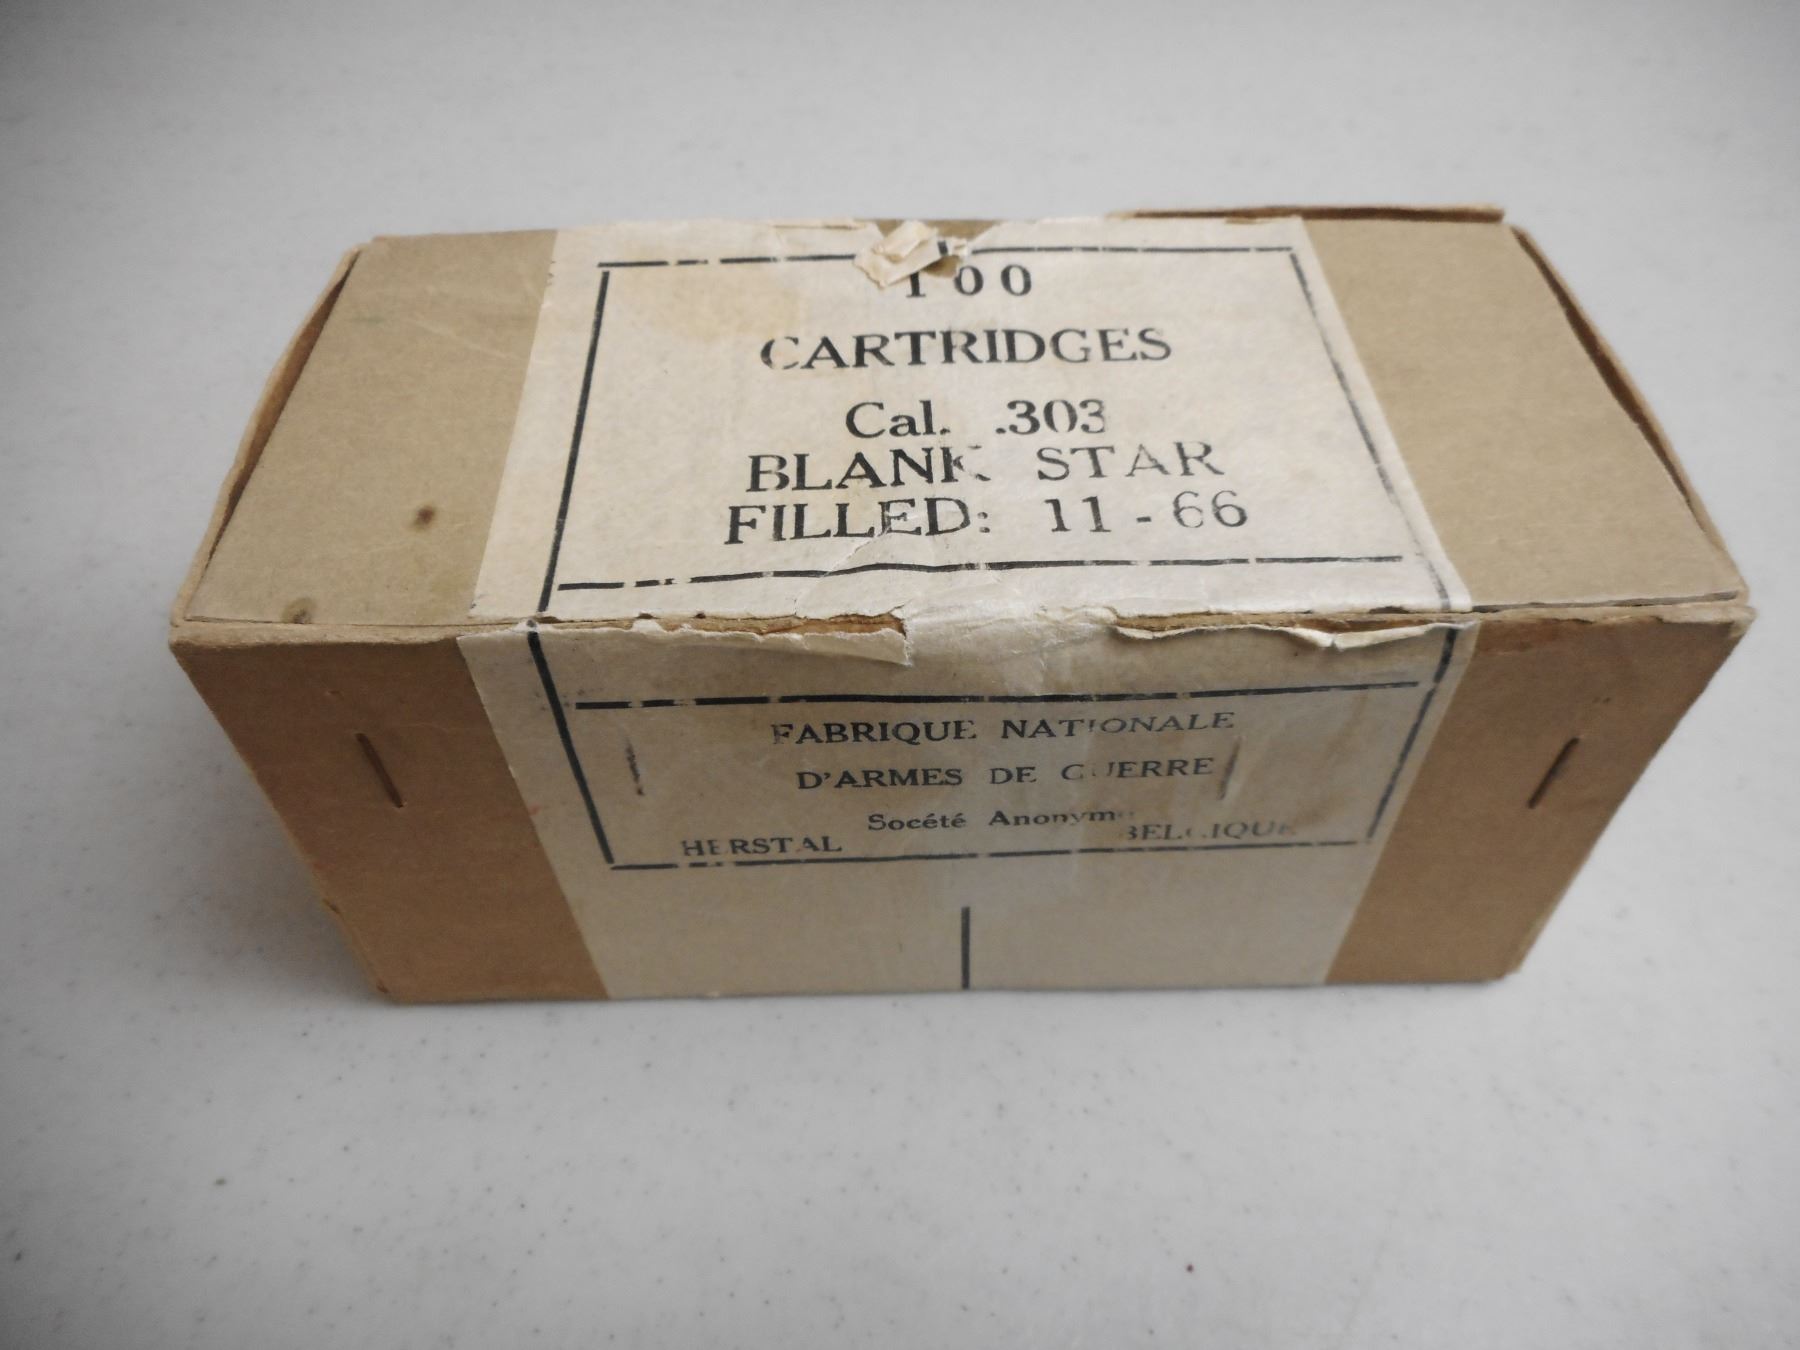 100
CARTRIDGES
Cal. .303
BLANK STAR
FILLED: 11-66
FABRIQUE NATIONALE
D'ARMES DE GUERRE
Socété Anonyme
HERSTAL BELGIQUE